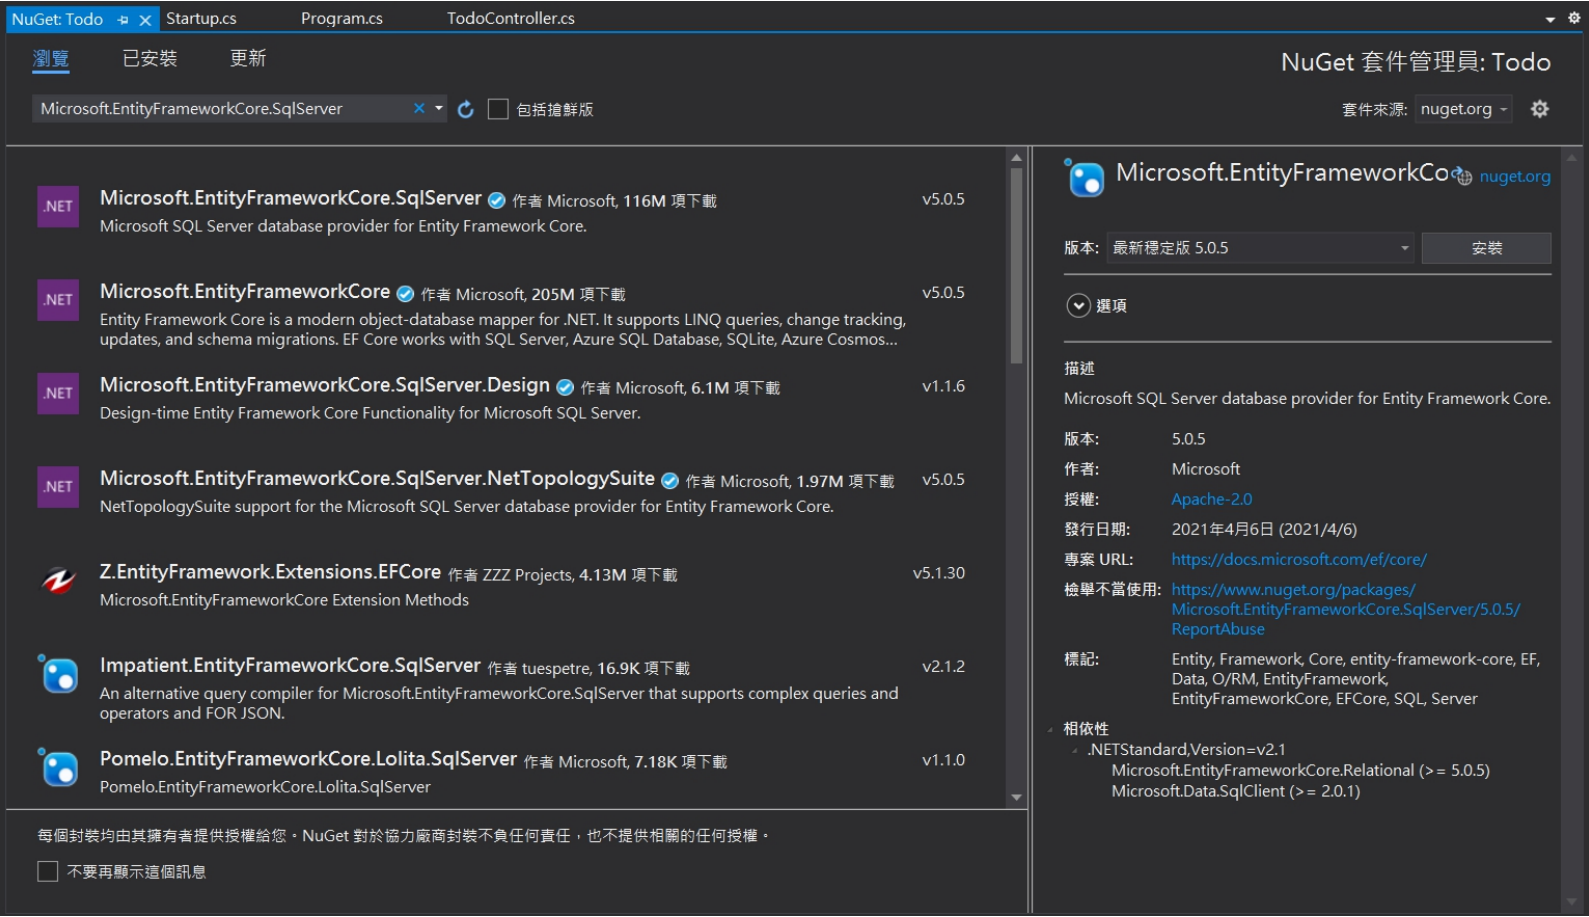 NuGet: Todo
Startup.cs
Program.cs
TodoController.cs
瀏覽
已安裝
更新
NuGet 套件管理員: Todo
Microsoft.EntityFrameworkCore.SqlServer
包括搶鮮版
套件來源: nuget.org
.NET
Microsoft.EntityFrameworkCore.SqlServer 作者 Microsoft, 116M 項下載 v5.0.5
Microsoft SQL Server database provider for Entity Framework Core.
.NET
Microsoft.EntityFrameworkCore 作者 Microsoft, 205M 項下載 v5.0.5
Entity Framework Core is a modern object-database mapper for .NET. It supports LINQ queries, change tracking,
updates, and schema migrations. EF Core works with SQL Server, Azure SQL Database, SQLite, Azure Cosmos...
.NET
Microsoft.EntityFrameworkCore.SqlServer.Design 作者 Microsoft, 6.1M 項下載 v1.1.6
Design-time Entity Framework Core Functionality for Microsoft SQL Server.
.NET
Microsoft.EntityFrameworkCore.SqlServer.NetTopologySuite 作者 Microsoft, 1.97M 項下載 v5.0.5
NetTopologySuite support for the Microsoft SQL Server database provider for Entity Framework Core.
Z.EntityFramework.Extensions.EFCore 作者 ZZZ Projects, 4.13M 項下載 v5.1.30
Microsoft.EntityFrameworkCore Extension Methods
Impatient.EntityFrameworkCore.SqlServer 作者 tuespetre, 16.9K 項下載 v2.1.2
An alternative query compiler for Microsoft.EntityFrameworkCore.SqlServer that supports complex queries and
operators and FOR JSON.
Pomelo.EntityFrameworkCore.Lolita.SqlServer 作者 Microsoft, 7.18K 項下載 v1.1.0
Pomelo.EntityFrameworkCore.Lolita.SqlServer
每個封裝均由其擁有者提供授權給您。NuGet 對於協力廠商封裝不負任何責任，也不提供相關的任何授權。
不要再顯示這個訊息
Microsoft.EntityFrameworkCo nuget.org
版本: 最新穩定版 5.0.5 安裝
選項
描述
Microsoft SQL Server database provider for Entity Framework Core.
版本: 5.0.5
作者: Microsoft
授權: Apache-2.0
發行日期: 2021年4月6日 (2021/4/6)
專案 URL: https://docs.microsoft.com/ef/core/
檢舉不當使用: https://www.nuget.org/packages/
Microsoft.EntityFrameworkCore.SqlServer/5.0.5/
ReportAbuse
標記: Entity, Framework, Core, entity-framework-core, EF,
Data, O/RM, EntityFramework,
EntityFrameworkCore, EFCore, SQL, Server
相依性
.NETStandard,Version=v2.1
Microsoft.EntityFrameworkCore.Relational (>= 5.0.5)
Microsoft.Data.SqlClient (>= 2.0.1)